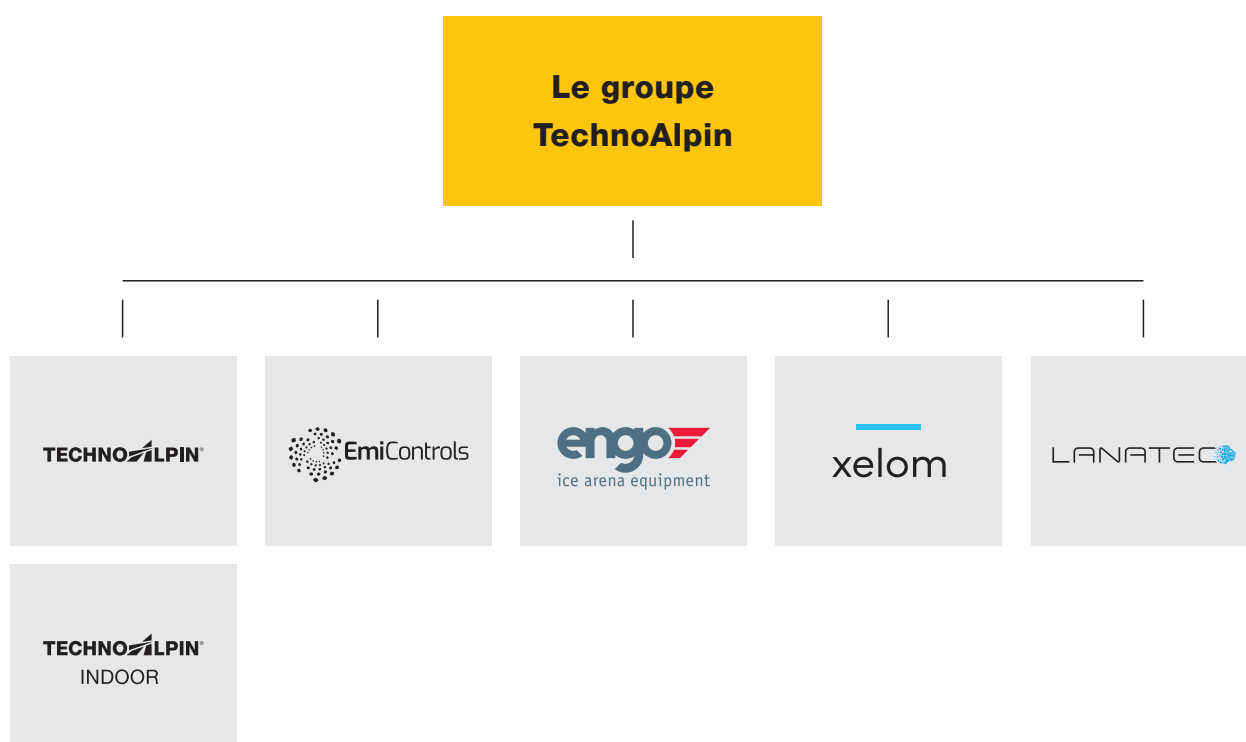 Le groupe
TechnoAlpin
TECHNOALPIN®
EmiControls
engo
ice arena equipment
xelom
LANATEC
TECHNOALPIN®
INDOOR